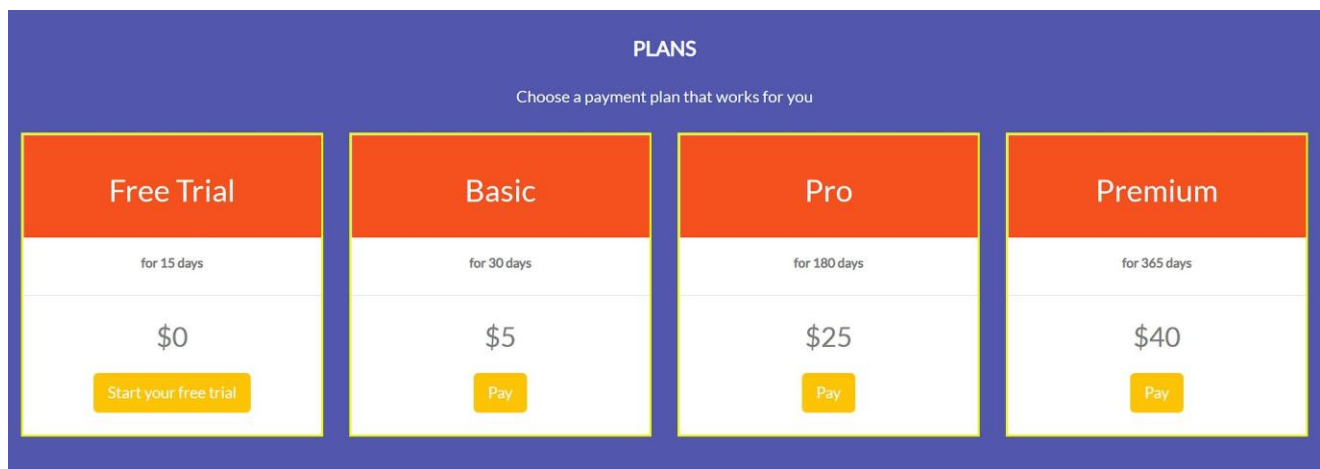 PLANS
Choose a payment plan that works for you
Free Trial
for 15 days
$0
Start your free trial
Basic
for 30 days
$5
Pay
Pro
for 180 days
$25
Pay
Premium
for 365 days
$40
Pay